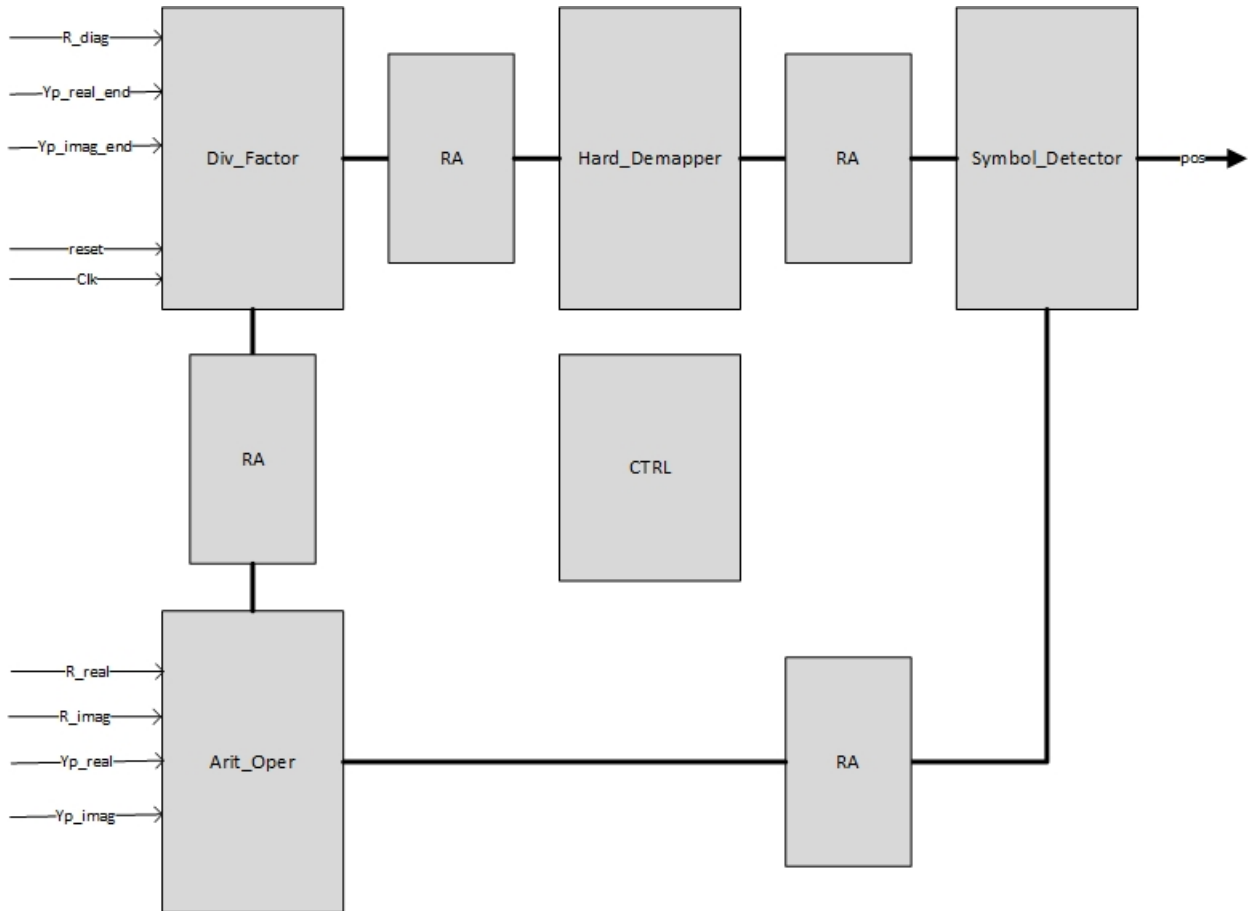 R_diag
Yp_real_end
Yp_imag_end
Div_Factor
RA
Hard_Demapper
RA
Symbol_Detector
pos
reset
Clk
RA
CTRL
R_real
R_imag
Yp_real
Arit_Oper
RA
Yp_imag